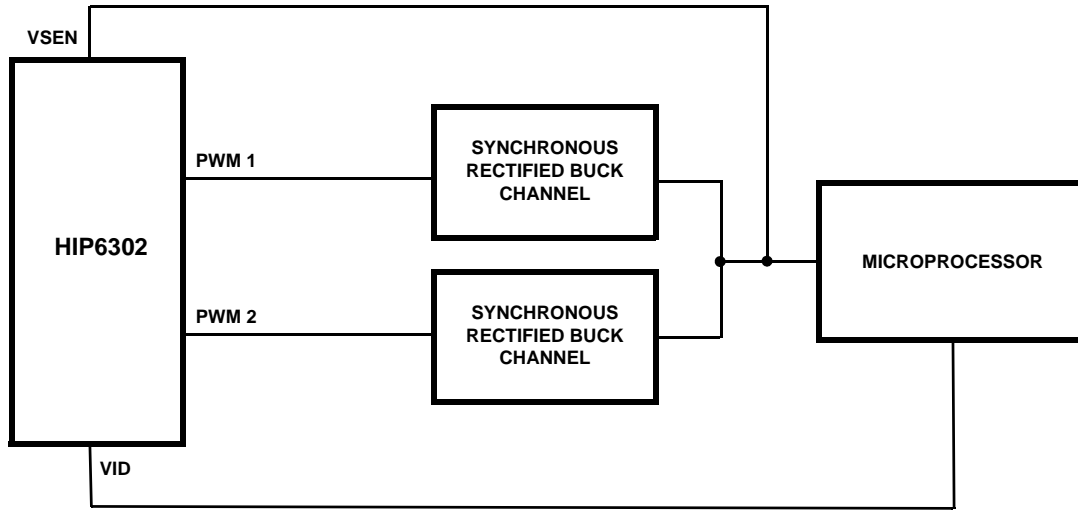 VSEN
PWM 1
SYNCHRONOUS
RECTIFIED BUCK
CHANNEL
HIP6302
MICROPROCESSOR
PWM 2
SYNCHRONOUS
RECTIFIED BUCK
CHANNEL
VID